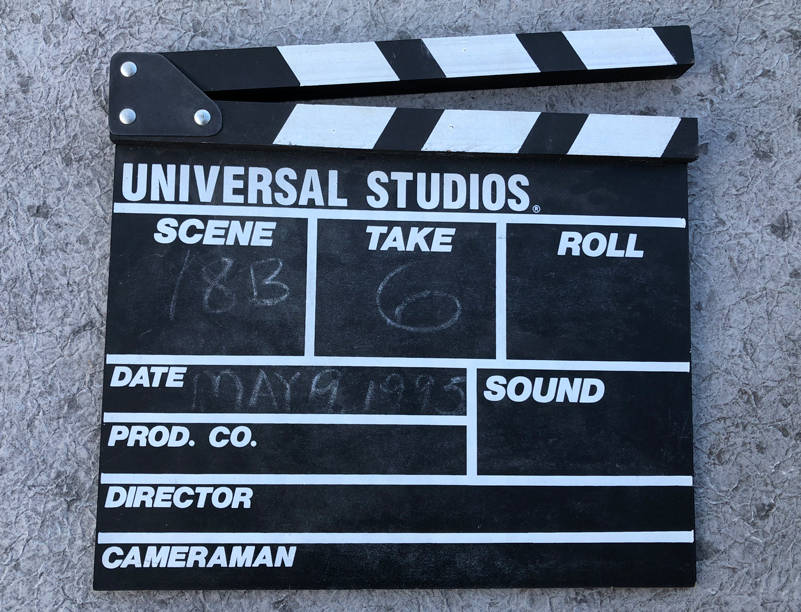 UNIVERSAL STUDIOS®
SCENE TAKE ROLL
18B 6
DATE MAY 9 1995
SOUND
PROD. CO.
DIRECTOR
CAMERAMAN